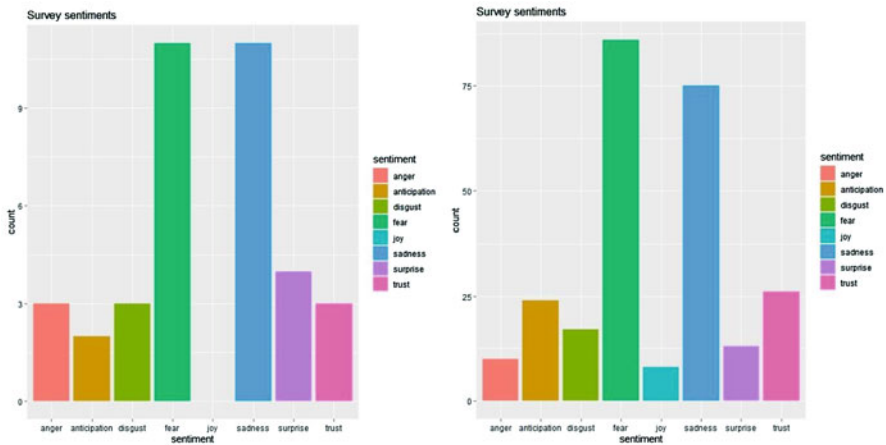 Survey sentiments
count
9
6
3
0
anger anticipation disgust fear joy sadness surprise trust
sentiment
sentiment
anger
anticipation
disgust
fear
joy
sadness
surprise
trust
Survey sentiments
count
75
50
25
0
anger anticipation disgust fear joy sadness surprise trust
sentiment
sentiment
anger
anticipation
disgust
fear
joy
sadness
surprise
trust